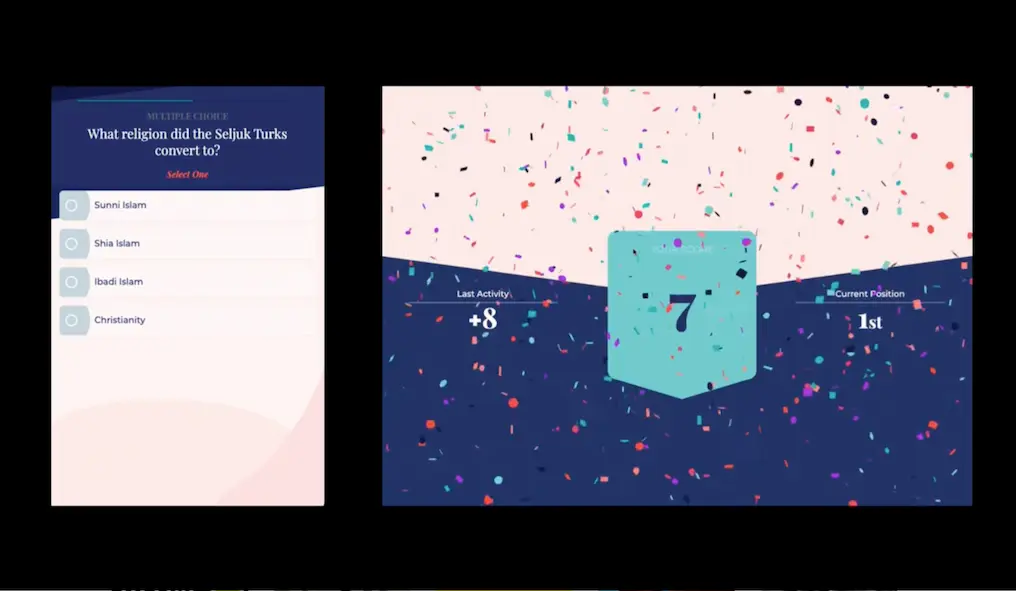 MULTIPLE CHOICE
What religion did the Seljuk Turks
convert to?
Select One
Sunni Islam
Shia Islam
Ibadi Islam
Christianity
Last Activity
+8
7
Current Position
1st